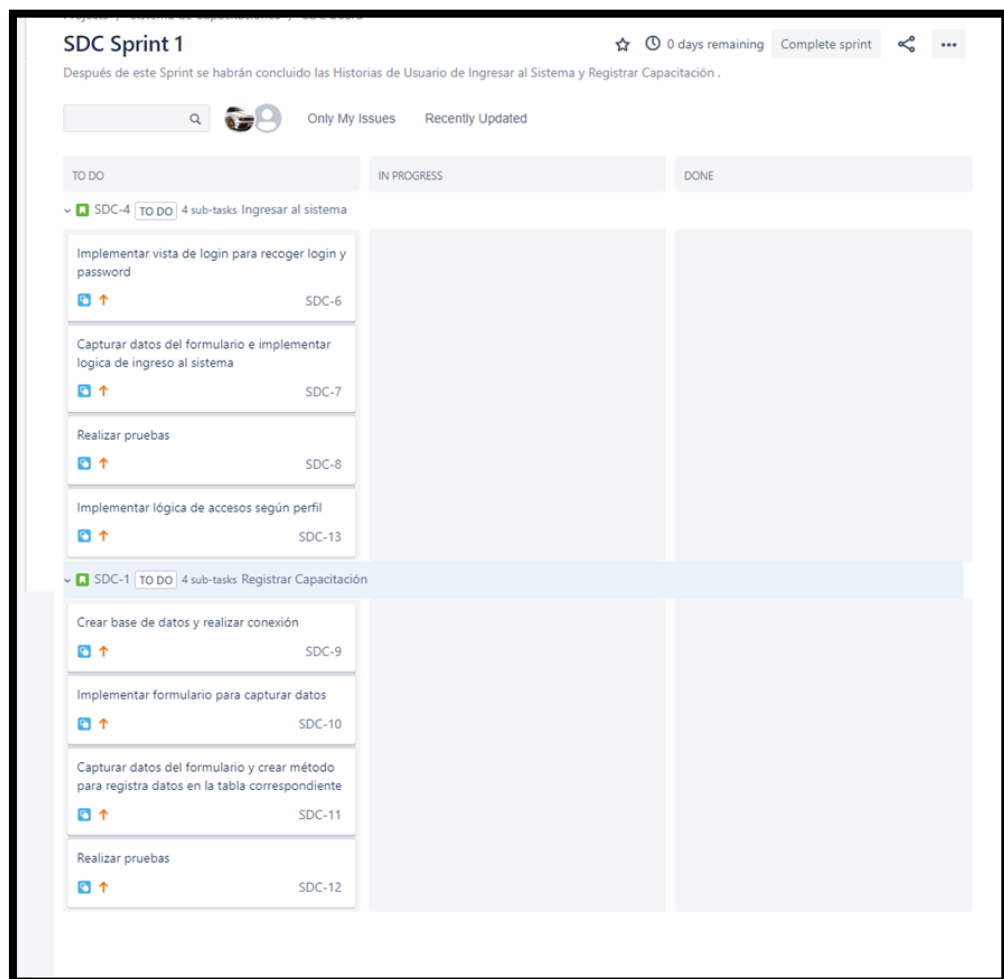 SDC Sprint 1
0 days remaining
Complete sprint
Después de este Sprint se habrán concluido las Historias de Usuario de Ingresar al Sistema y Registrar Capacitación .
Only My Issues
Recently Updated
TO DO
IN PROGRESS
DONE
SDC-4 TO DO 4 sub-tasks Ingresar al sistema
Implementar vista de login para recoger login y
password
SDC-6
Capturar datos del formulario e implementar
logica de ingreso al sistema
SDC-7
Realizar pruebas
SDC-8
Implementar lógica de accesos según perfil
SDC-13
SDC-1 TO DO 4 sub-tasks Registrar Capacitación
Crear base de datos y realizar conexión
SDC-9
Implementar formulario para capturar datos
SDC-10
Capturar datos del formulario y crear método
para registra datos en la tabla correspondiente
SDC-11
Realizar pruebas
SDC-12